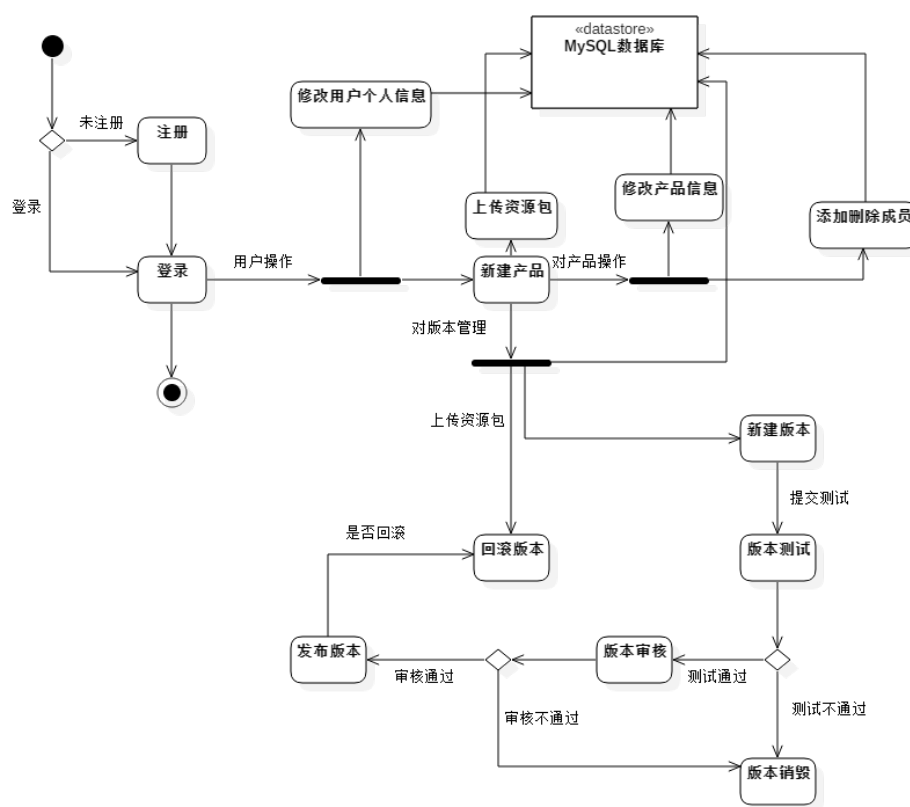 «datastore»
MySQL数据库
修改用户个人信息
未注册
注册
修改产品信息
上传资源包
登录
添加删除成员
登录
用户操作
新建产品
对产品操作
对版本管理
上传资源包
新建版本
提交测试
是否回滚
回滚版本
版本测试
发布版本
版本审核
审核通过
测试通过
审核不通过
测试不通过
版本销毁